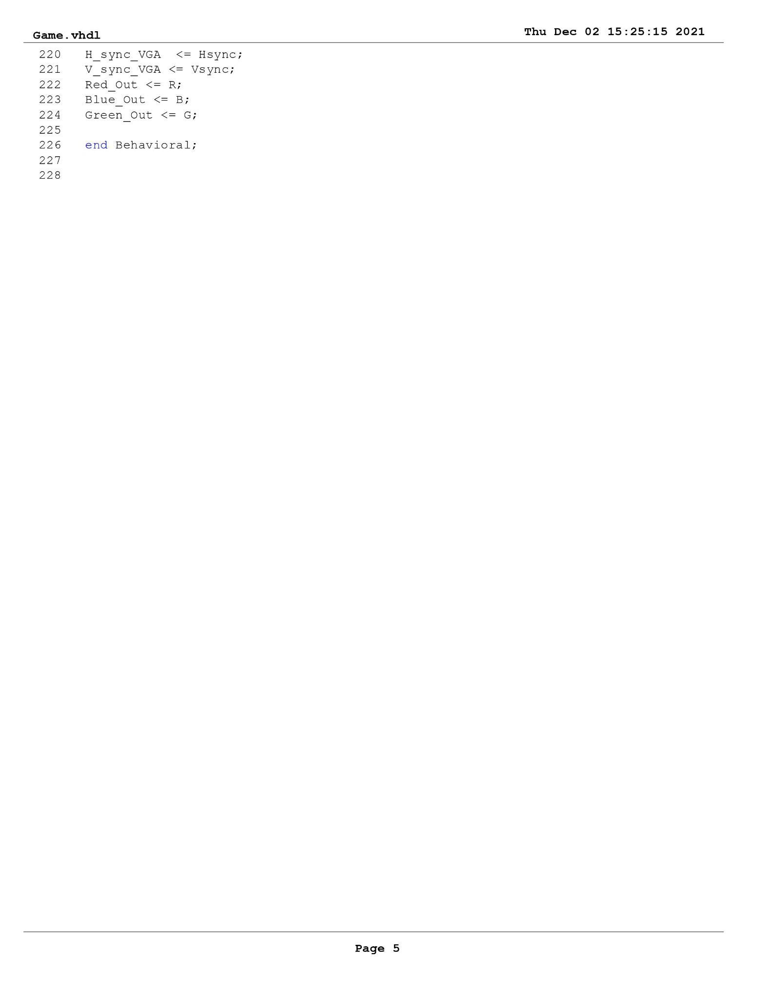 Game.vhdl
Thu Dec 02 15:25:15 2021
220 H_sync_VGA  <= Hsync;
221 V_sync_VGA <= Vsync;
222 Red_Out <= R;
223 Blue_Out <= B;
224 Green_Out <= G;
225
226 end Behavioral;
227
228
Page 5